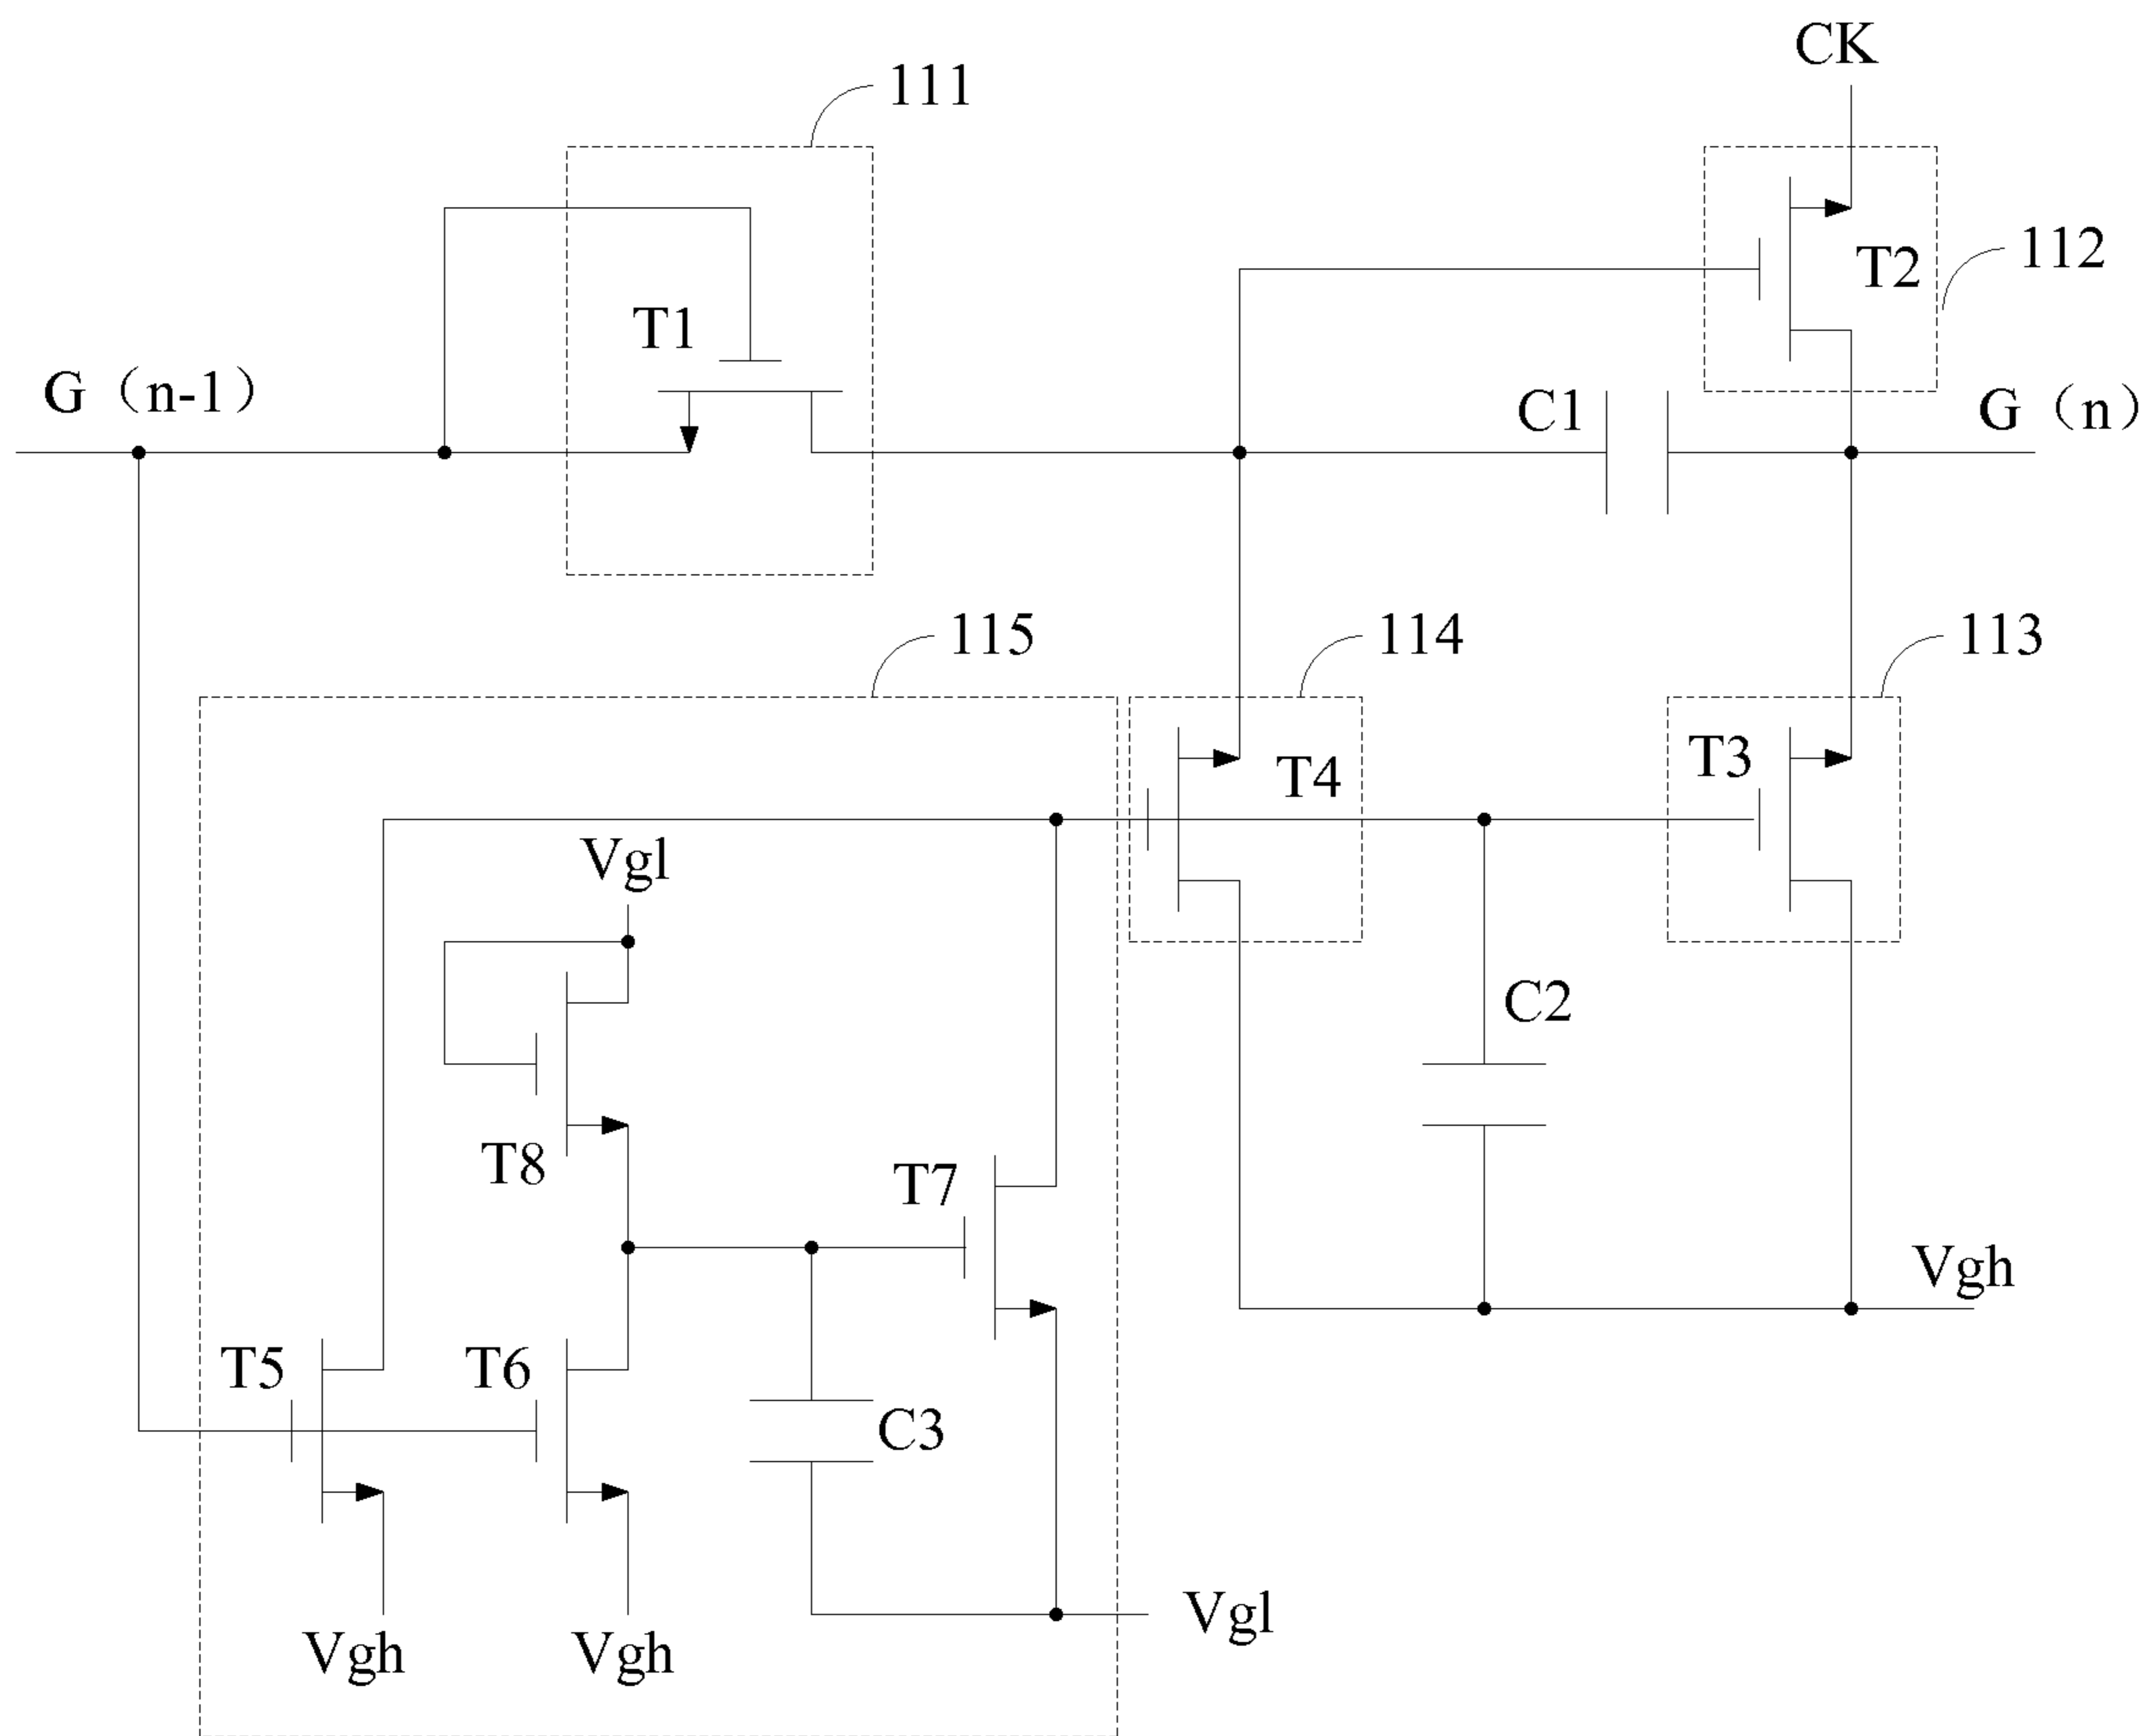 CK
111
T2
112
T1
G（n-1）
C1
G（n）
115
114
113
T3
T4
Vgl
C2
T8
T7
Vgh
T5
T6
C3
Vgl
Vgh
Vgh